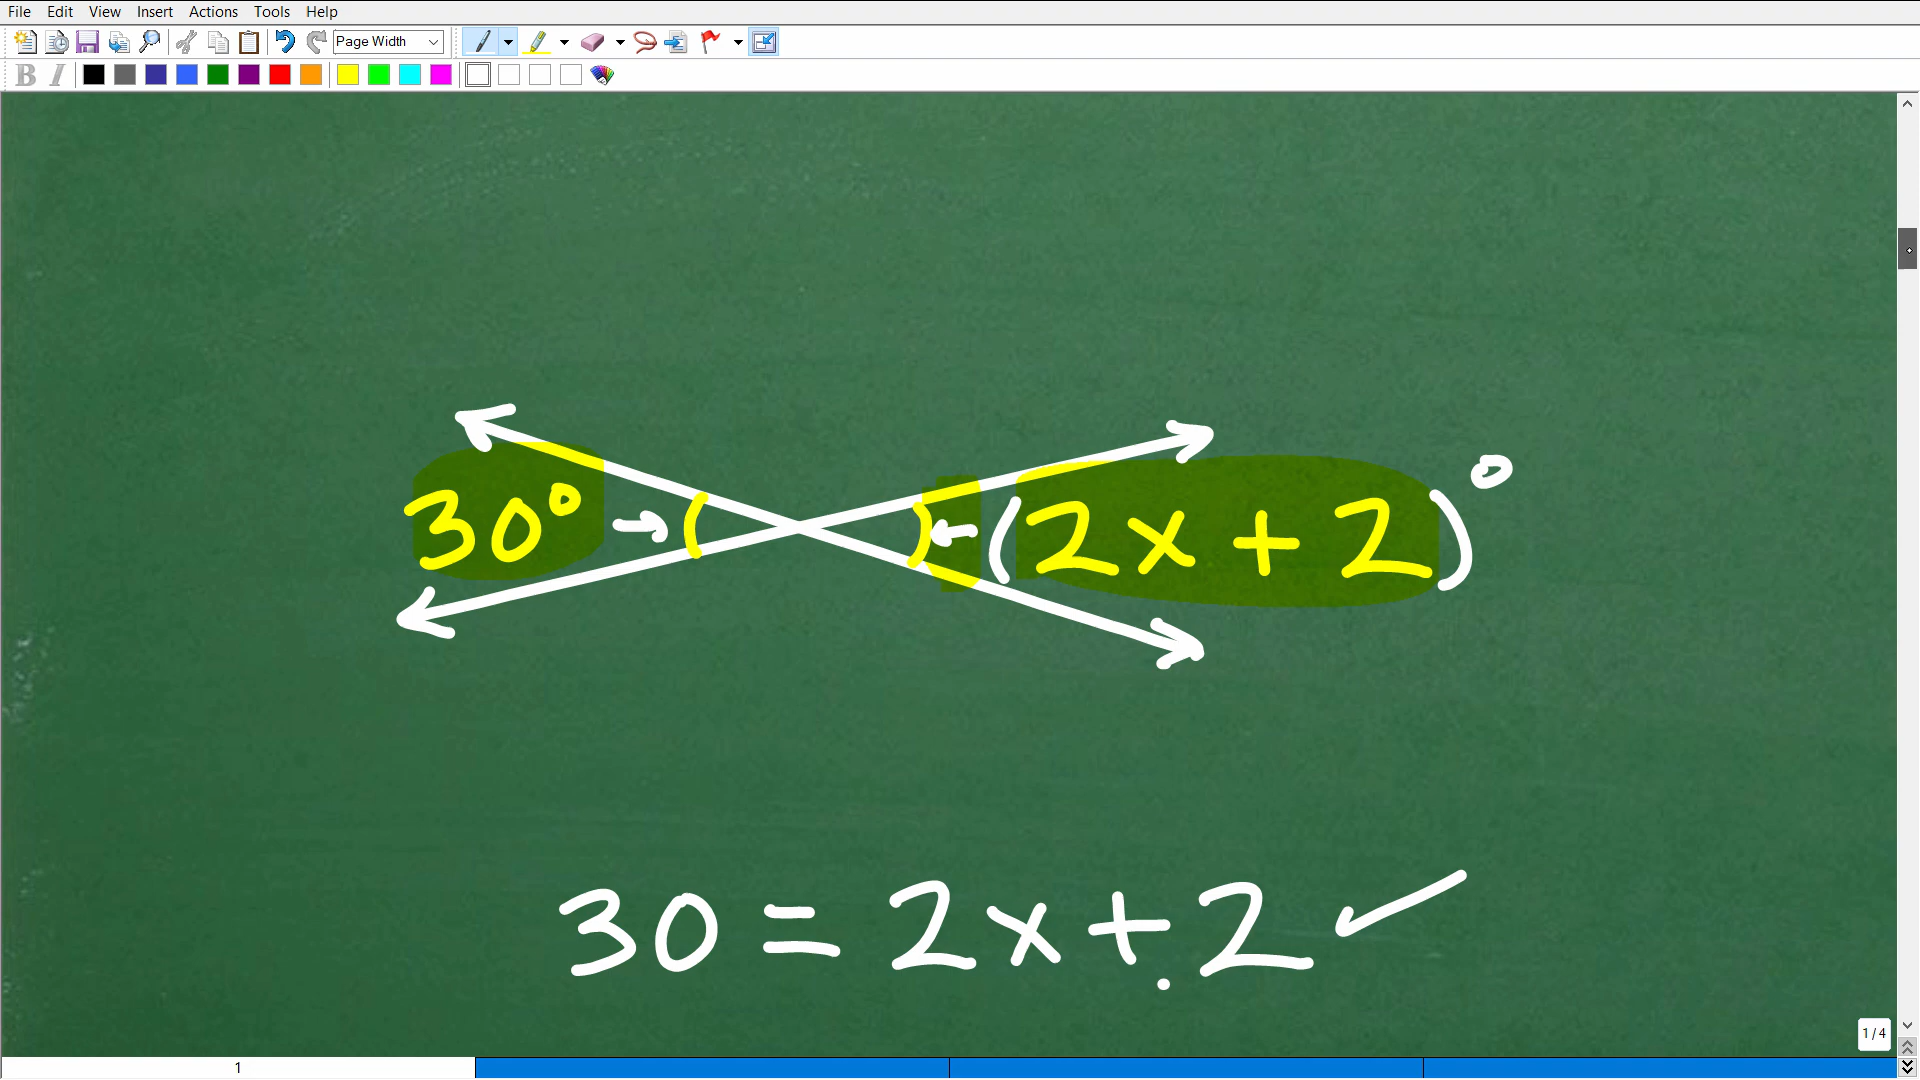 File Edit View Insert Actions Tools Help
Page Width
B I
30° → ( ) ← (2x + 2)°
30 = 2x + 2 ✓
1 / 4
1